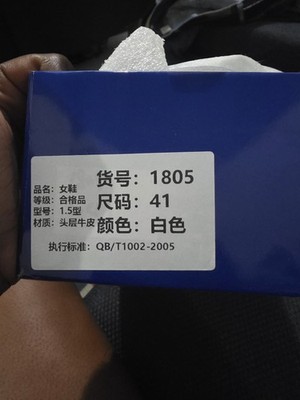 品名：女鞋
等级：合格品
型号：1.5型
材质：头层牛皮
货号：1805
尺码：41
颜色：白色
执行标准：QB/T1002-2005